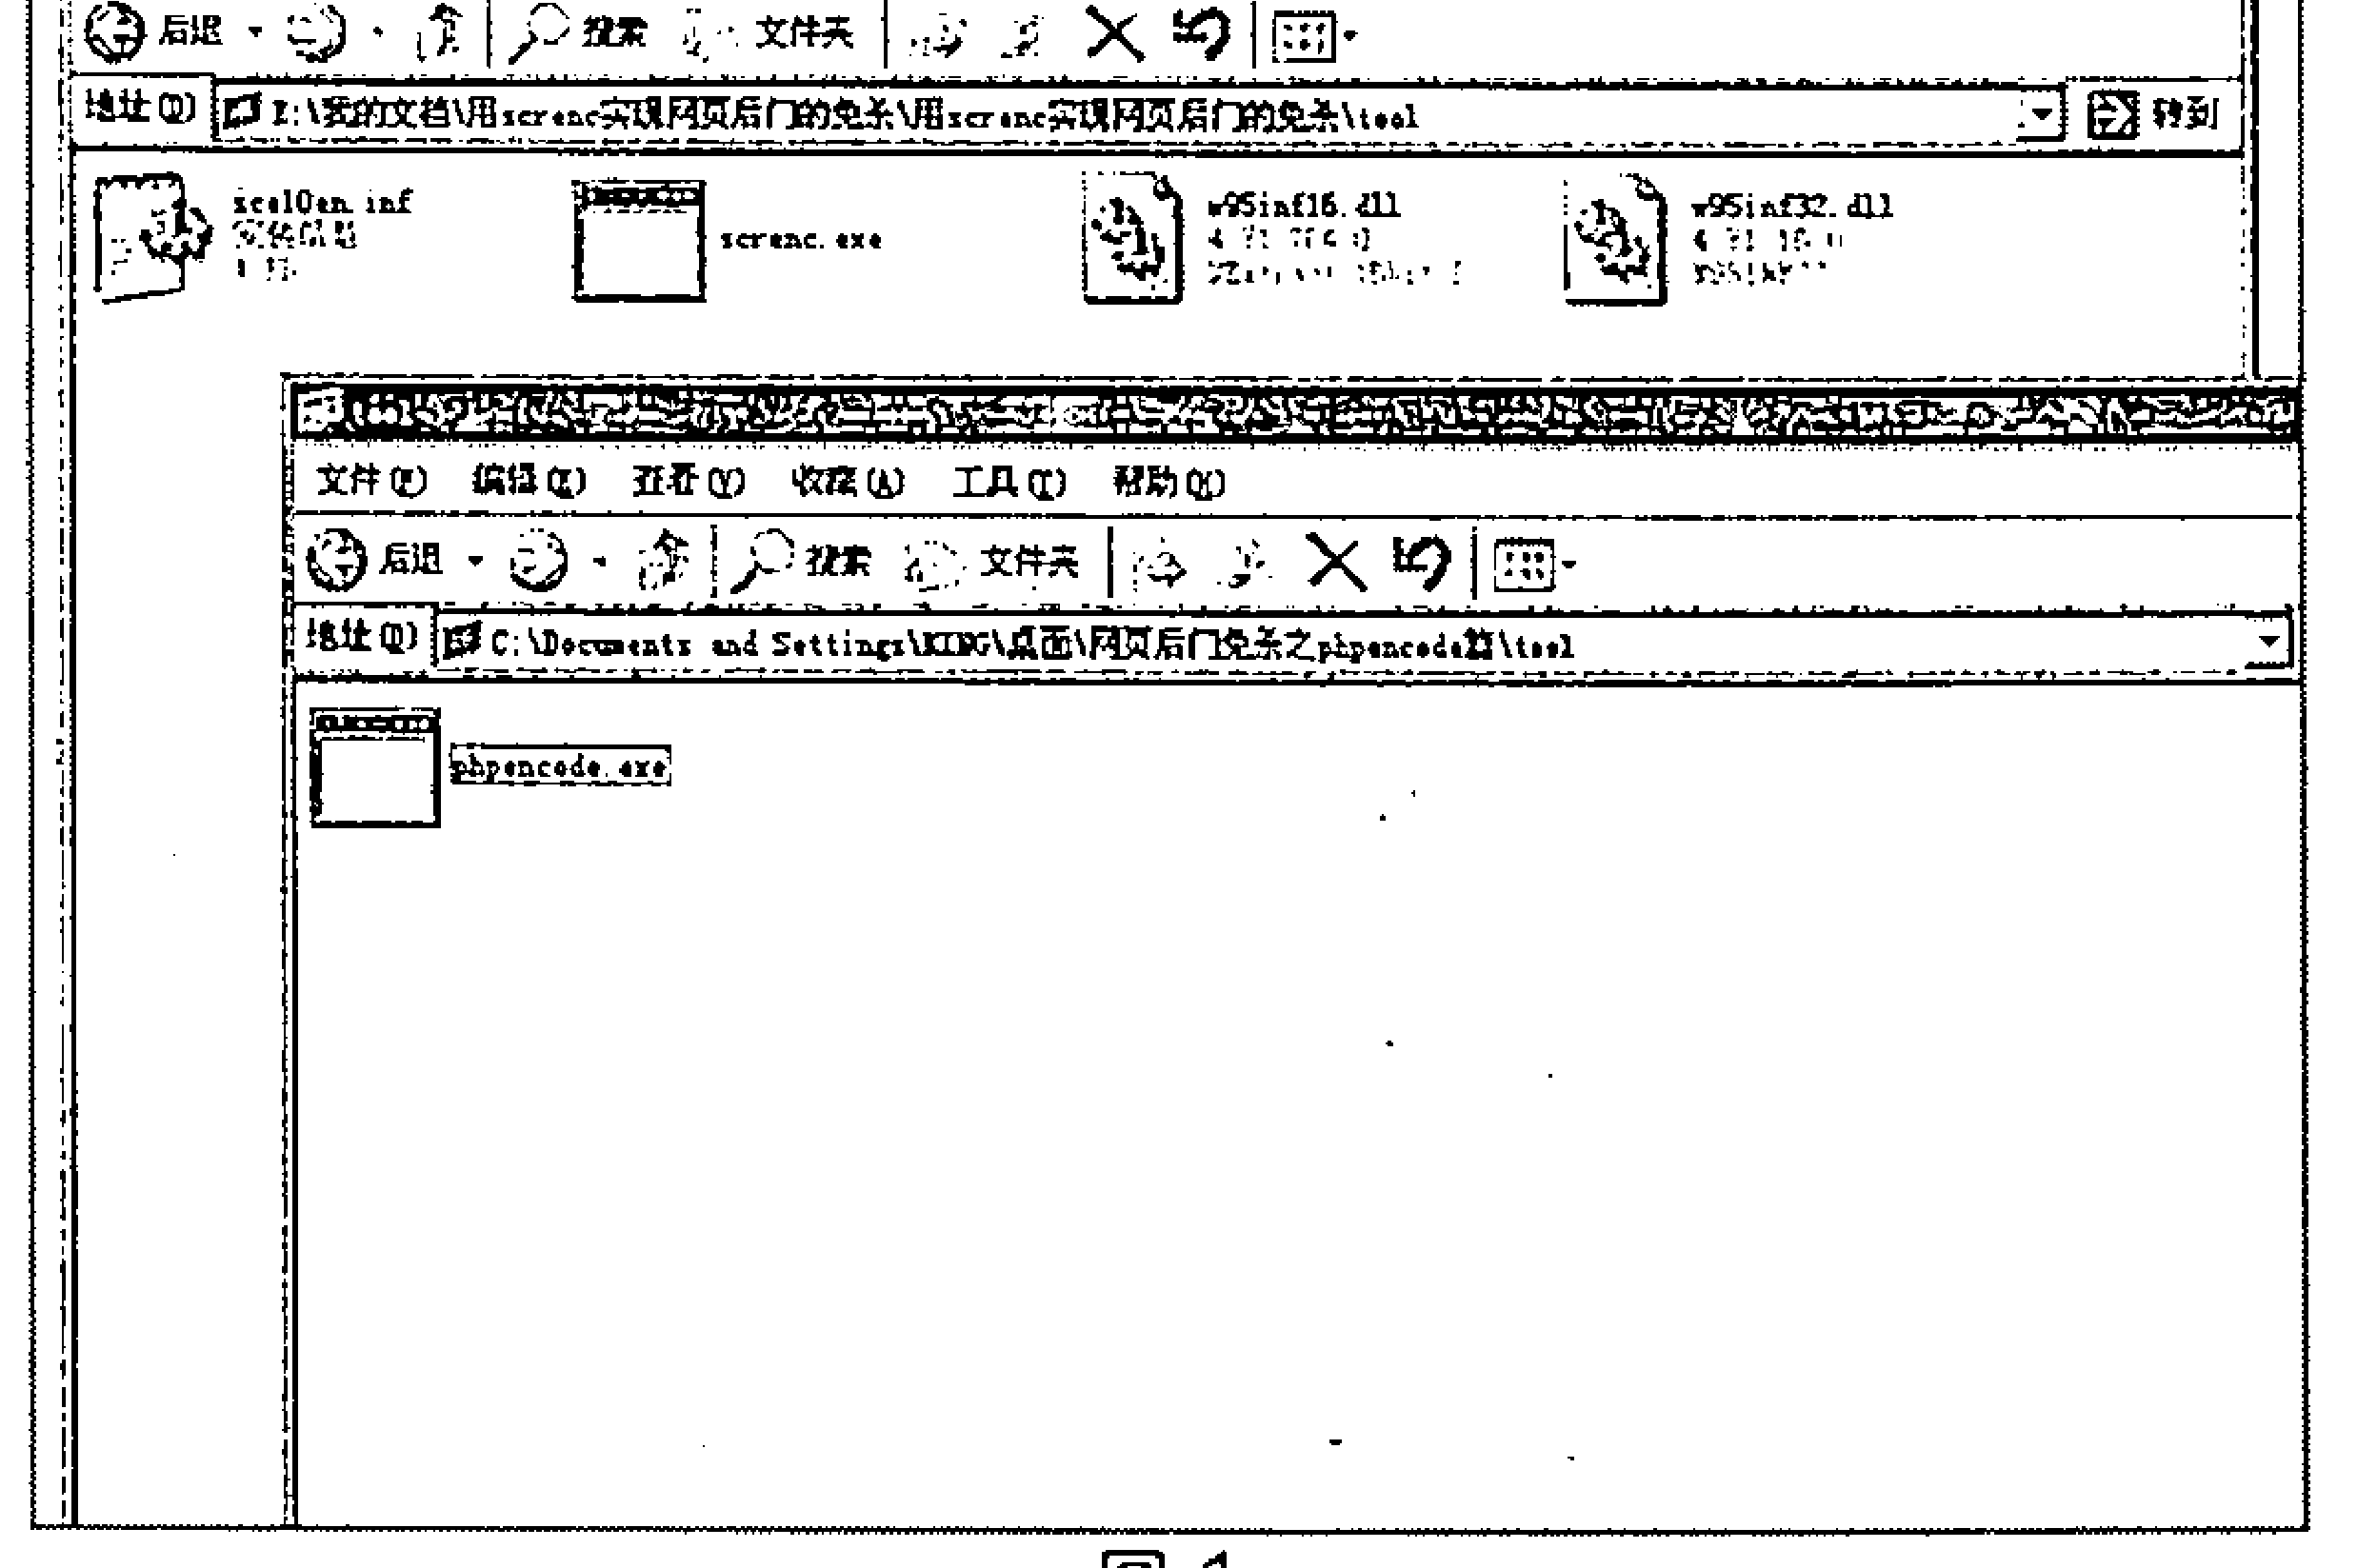 后退 搜索 文件夹
地址(D) E:\我的文档\用screnc实现网页后门的免杀\用screnc实现网页后门的免杀\tool 转到
sce10en.inf
安装信息
screnc.exe
w95inf16.dll
w95inf32.dll
文件(F) 编辑(E) 查看(V) 收藏(A) 工具(T) 帮助(H)
后退 搜索 文件夹
地址(D) C:\Documents and Settings\KING\桌面\网页后门免杀之phpencode篇\tool
phpencode.exe